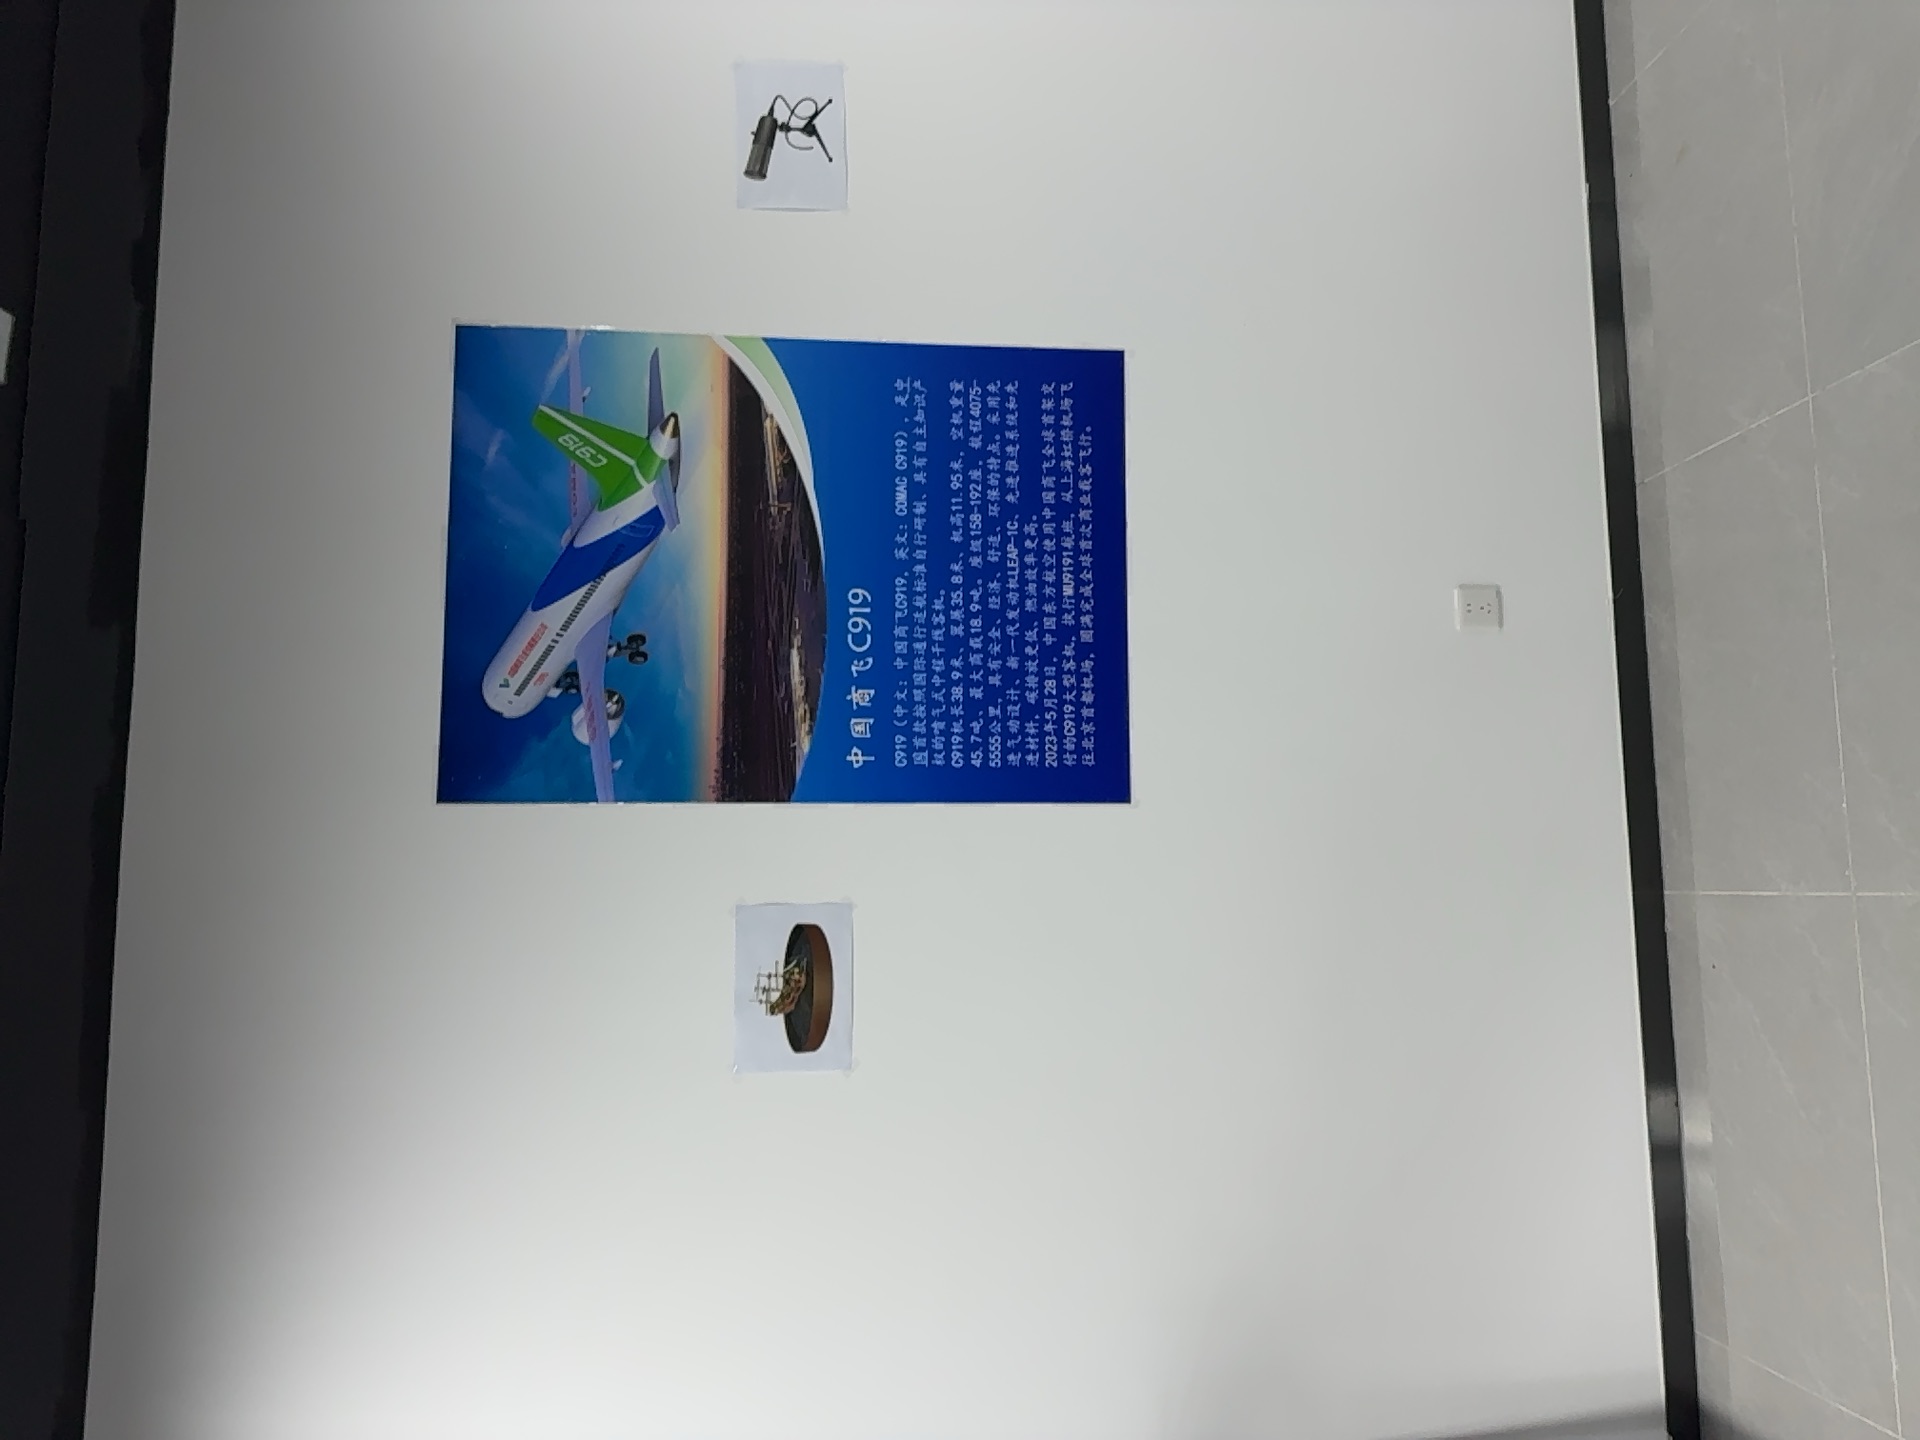 C919
中国商飞C919
C919（中文：中国商飞C919，英文：COMAC C919），是中
国首款按照国际通行适航标准自行研制、具有自主知识产
权的喷气式中程干线客机。
C919机长38.9米、翼展35.8米、机高11.95米，空机重量
45.7吨、最大商载18.9吨。座级158-192座，航程4075-
5555公里，具有安全、经济、舒适、环保的特点。采用先
进气动设计、新一代发动机LEAP-1C、先进推进系统和先
进材料，碳排放更低、燃油效率更高。
2023年5月28日，中国东方航空使用中国商飞全球首架交
付的C919大型客机，执行MU9191航班，从上海虹桥机场飞
往北京首都机场，圆满完成全球首次商业载客飞行。